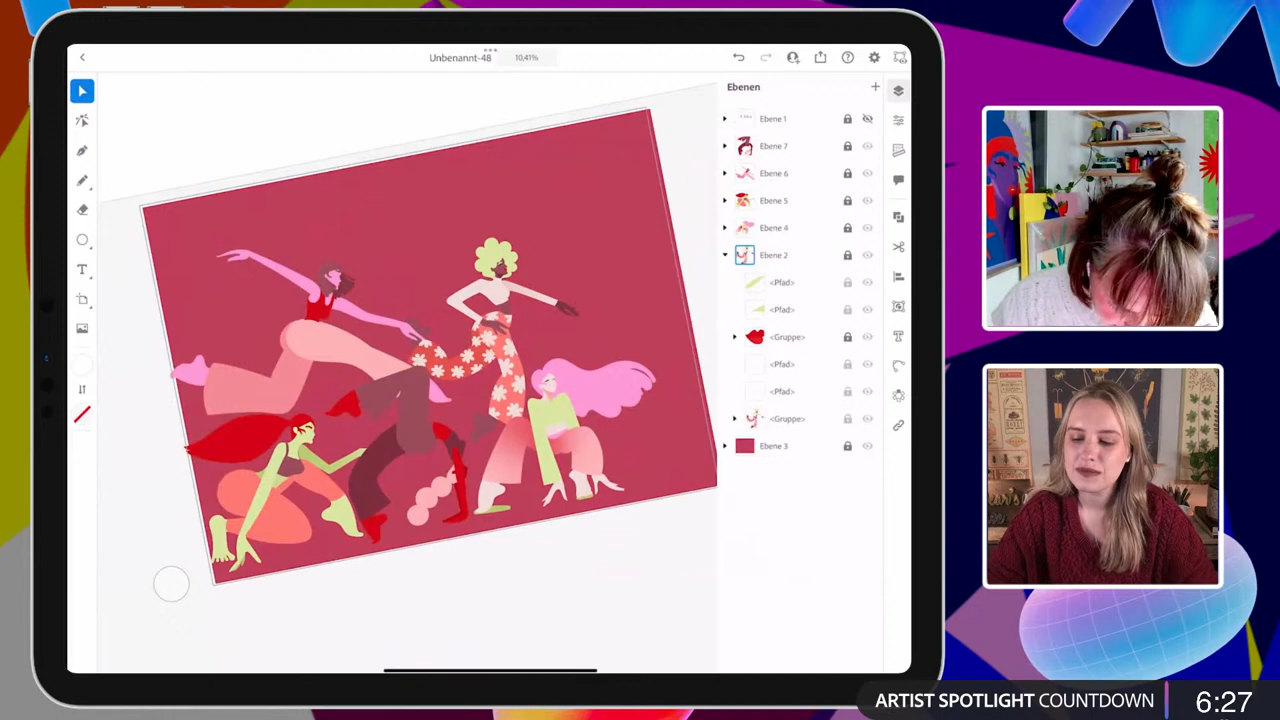 Unbenannt-48
10,41%
Ebenen
Ebene 1
Ebene 7
Ebene 6
Ebene 5
Ebene 4
Ebene 2
<Pfad>
<Pfad>
<Gruppe>
<Pfad>
<Pfad>
<Gruppe>
Ebene 3
ARTIST SPOTLIGHT COUNTDOWN 6:27